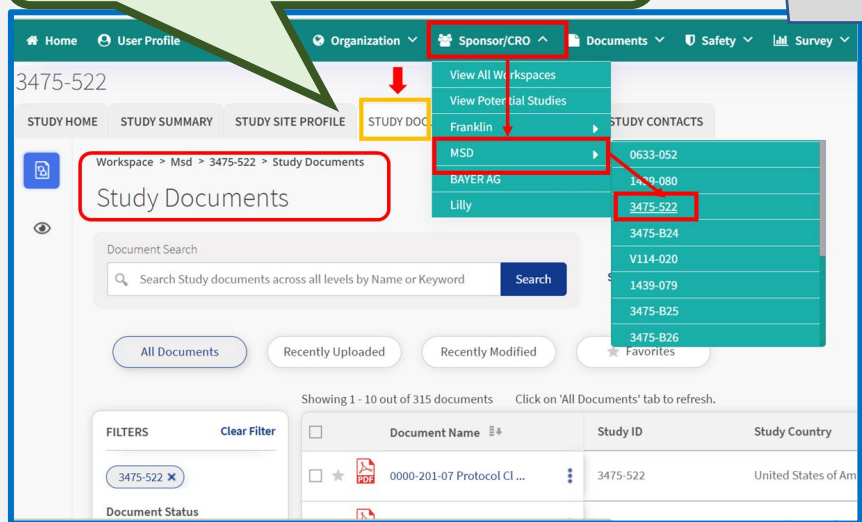 Home User Profile Organization Sponsor/CRO Documents Safety Survey
3475-522
View All Workspaces
View Potential Studies
Franklin
MSD
BAYER AG
Lilly
0633-052
1439-080
3475-522
3475-B24
V114-020
1439-079
3475-B25
3475-B26
STUDY HOME STUDY SUMMARY STUDY SITE PROFILE STUDY DOC STUDY CONTACTS
Workspace > Msd > 3475-522 > Study Documents
Study Documents
Document Search
Search Study documents across all levels by Name or Keyword Search
All Documents Recently Uploaded Recently Modified Favorites
Showing 1 - 10 out of 315 documents Click on 'All Documents' tab to refresh.
FILTERS Clear Filter Document Name Study ID Study Country
3475-522 X PDF 0000-201-07 Protocol Cl ... 3475-522 United States of Am
Document Status